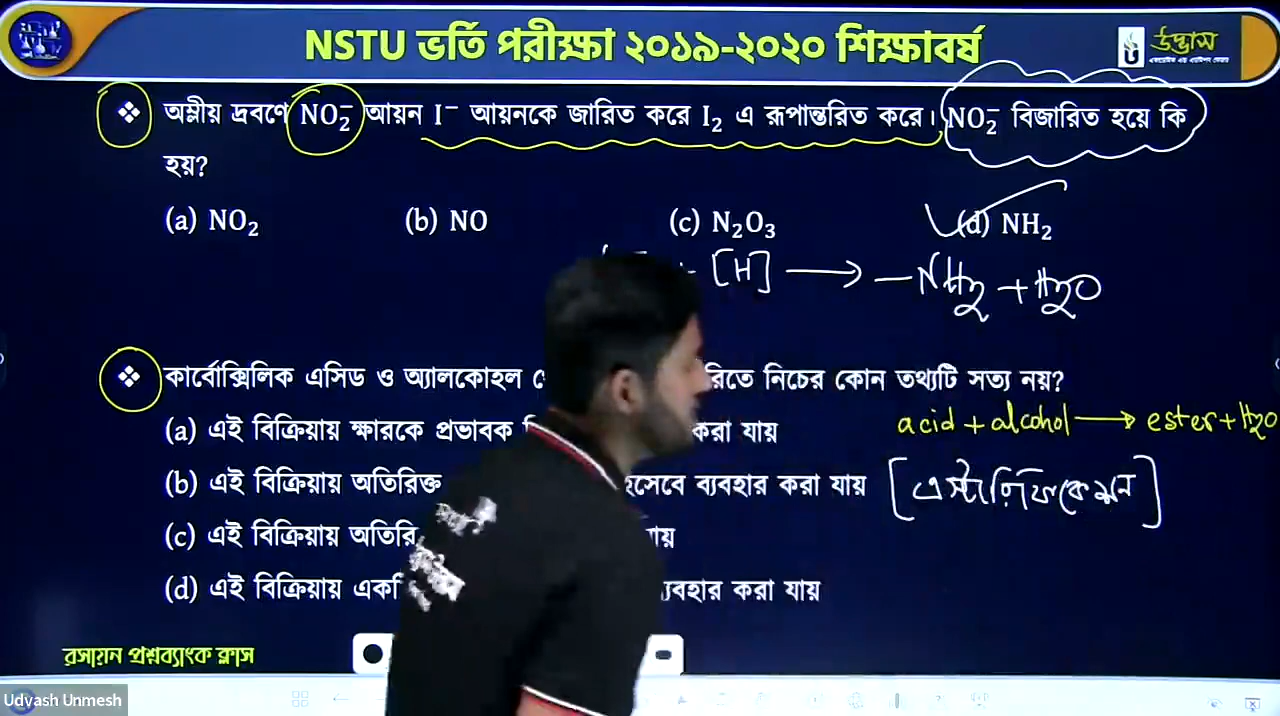 NSTU ভর্তি পরীক্ষা ২০১৯-২০২০ শিক্ষাবর্ষ
উদ্ভাস
❖ অম্লীয় দ্রবণে NO₂⁻ আয়ন I⁻ আয়নকে জারিত করে I₂ এ রূপান্তরিত করে। NO₂⁻ বিজারিত হয়ে কি
হয়?
(a) NO₂ (b) NO (c) N₂O₃ (d) NH₂
[H] ⟶ −NH₂ + H₂O
❖ কার্বোক্সিলিক এসিড ও অ্যালকোহল রিতে নিচের কোন তথ্যটি সত্য নয়?
acid + alcohol ⟶ ester + H₂O
(a) এই বিক্রিয়ায় ক্ষারকে প্রভাবক করা যায়
(b) এই বিক্রিয়ায় অতিরিক্ত হিসেবে ব্যবহার করা যায় [এস্টারিফিকেশন]
(c) এই বিক্রিয়ায় অতিরি যায়
(d) এই বিক্রিয়ায় একটি ব্যবহার করা যায়
রসায়ন প্রশ্নব্যাংক ক্লাস
Udvash Unmesh